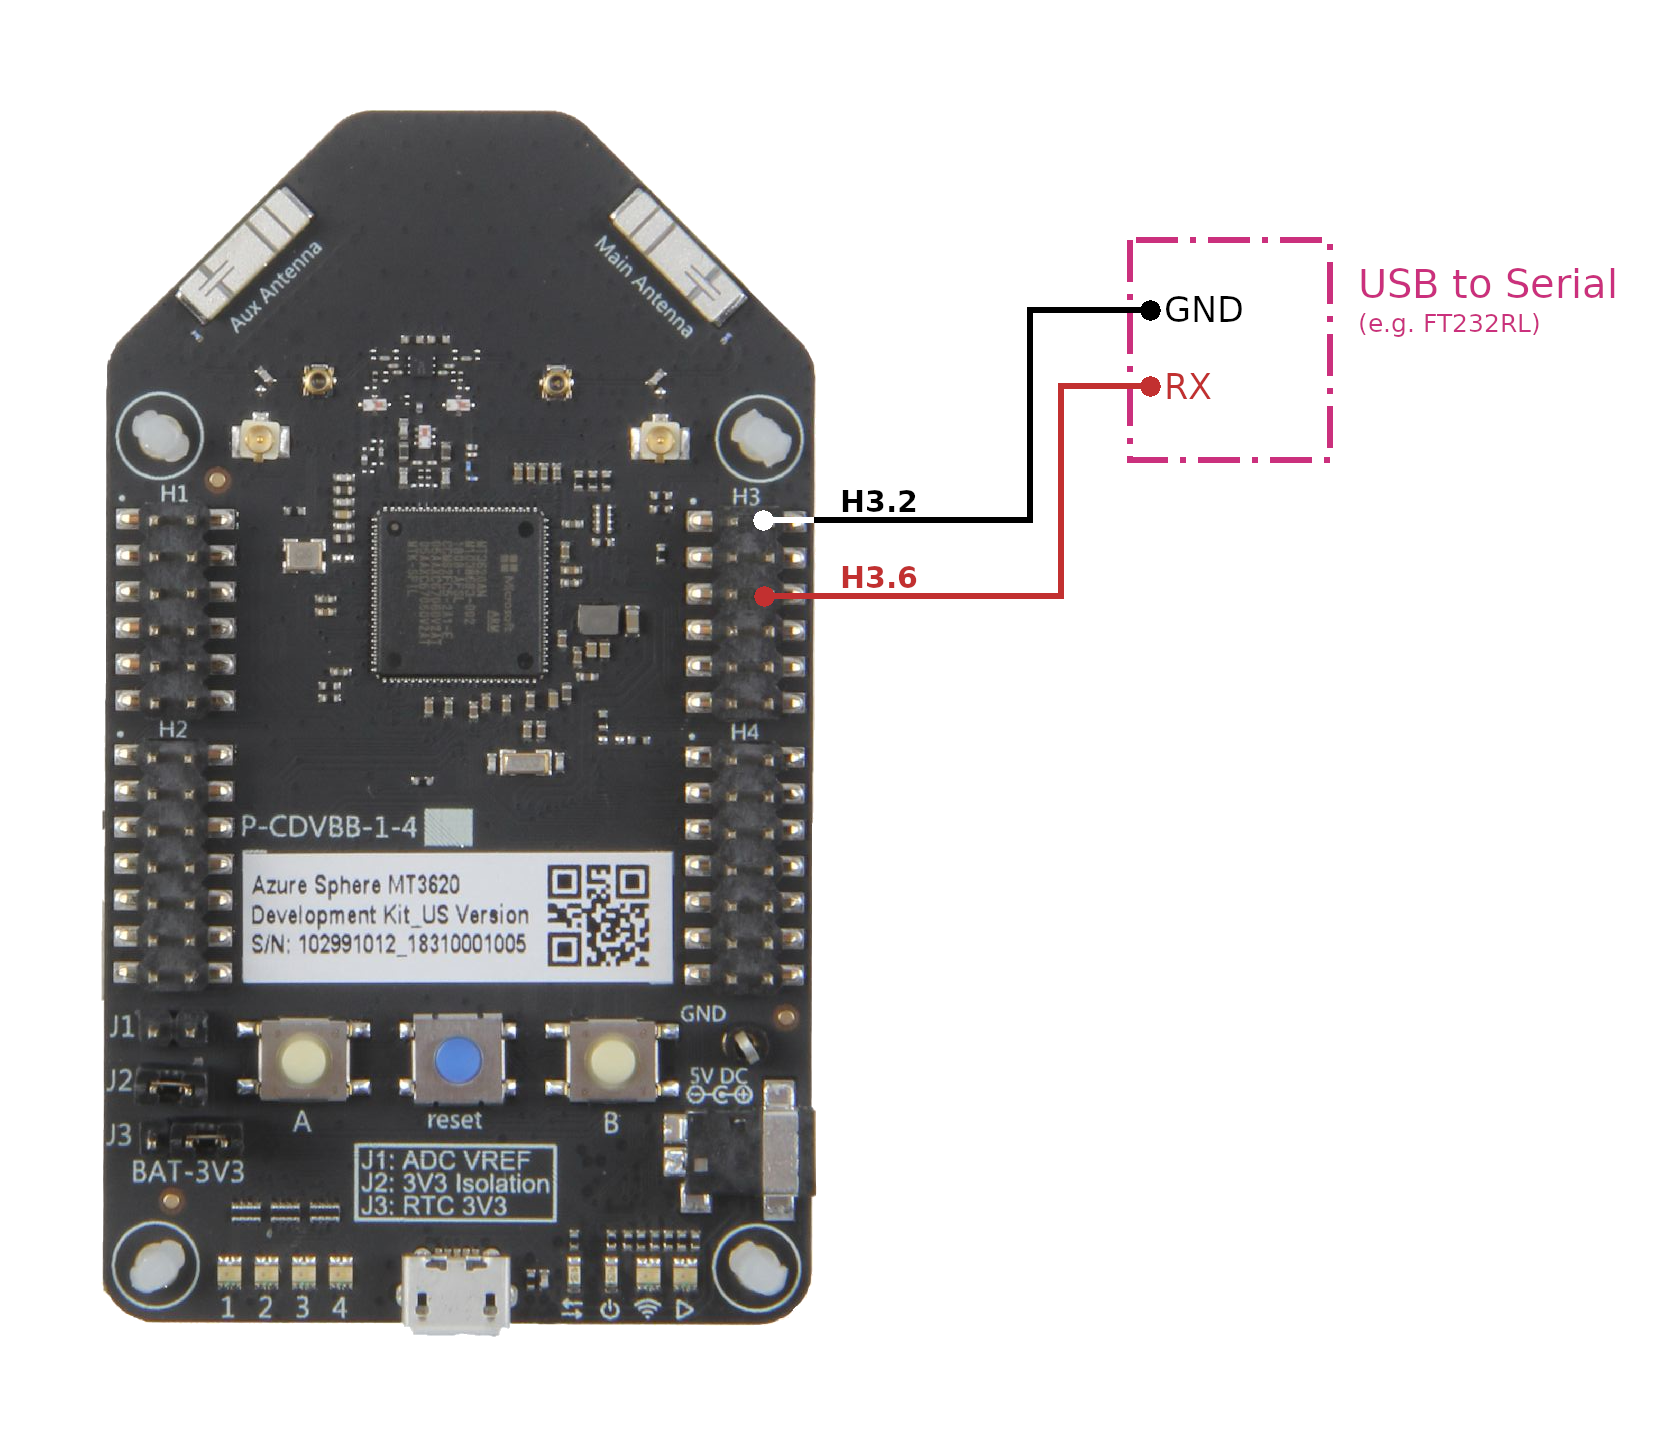 Aux Antenna
Main Antenna
GND
USB to Serial
(e.g. FT232RL)
RX
H1
H3
H3.2
H3.6
Microsoft
ARM
H2
H4
P-CDVBB-1-4
Azure Sphere MT3620
Development Kit_US Version
S/N: 102991012_18310001005
J1
GND
J2
5V DC
A
reset
B
J3
BAT-3V3
J1: ADC VREF
J2: 3V3 Isolation
J3: RTC 3V3
1 2 3 4